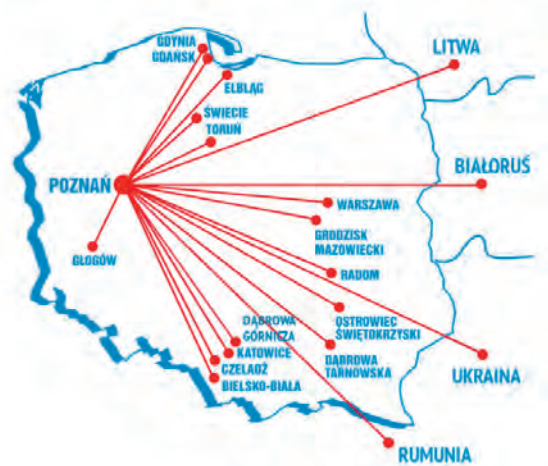 GDYNIA
GDAŃSK
LITWA
ELBLĄG
ŚWIECIE
TORUŃ
POZNAŃ
BIAŁORUŚ
WARSZAWA
GRODZISK
MAZOWIECKI
GŁOGÓW
RADOM
DĄBROWA-
GÓRNICZA
OSTROWIEC
ŚWIĘTOKRZYSKI
KATOWICE
CZELADŹ
BIELSKO-BIAŁA
DĄBROWA
TARNOWSKA
UKRAINA
RUMUNIA